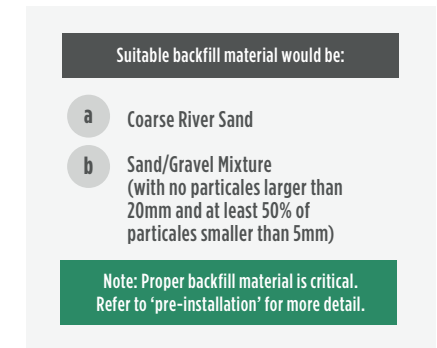 Suitable backfill material would be:
a Coarse River Sand
b Sand/Gravel Mixture
(with no particales larger than
20mm and at least 50% of
particales smaller than 5mm)
Note: Proper backfill material is critical.
Refer to ‘pre-installation’ for more detail.